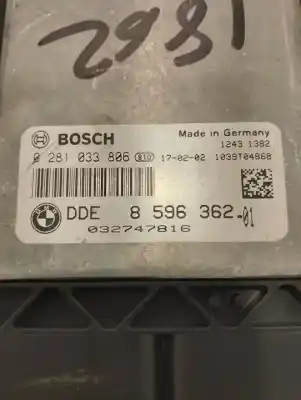 2981
BOSCH
Made in Germany
0 281 033 806 810 17-02-02
1243 1382
1039T04868
DDE 8 596 362-01
032747816